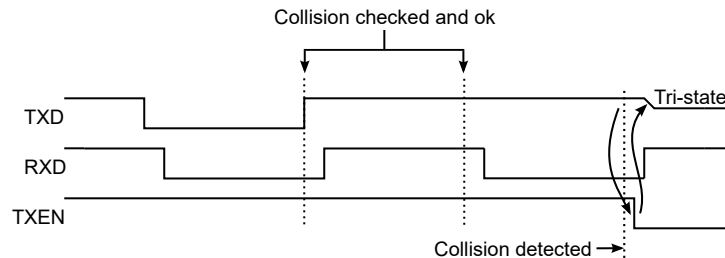 Collision checked and ok
Tri-state
TXD
RXD
TXEN
Collision detected